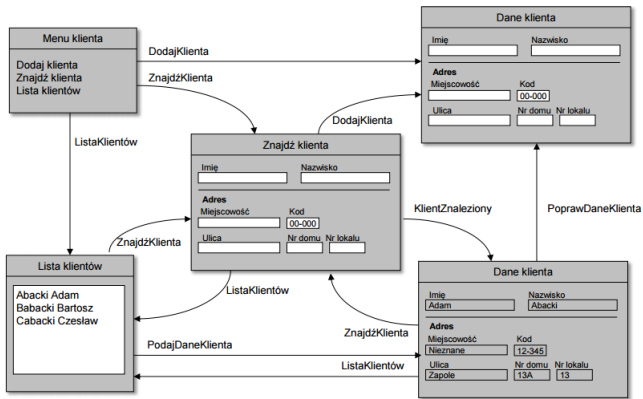 Menu klienta
Dodaj klienta
Znajdź klienta
Lista klientów
DodajKlienta
ZnajdźKlienta
ListaKlientów
Dane klienta
Imię Nazwisko
Adres
Miejscowość Kod
00-000
Ulica Nr domu Nr lokalu
DodajKlienta
Znajdź klienta
Imię Nazwisko
Adres
Miejscowość Kod
00-000
Ulica Nr domu Nr lokalu
KlientZnaleziony
PoprawDaneKlienta
ZnajdźKlienta
ListaKlientów
Lista klientów
Abacki Adam
Babacki Bartosz
Cabacki Czesław
ZnajdźKlienta
PodajDaneKlienta
ListaKlientów
Dane klienta
Imię Nazwisko
Adam Abacki
Adres
Miejscowość Kod
Nieznane 12-345
Ulica Nr domu Nr lokalu
Zapole 13A 13